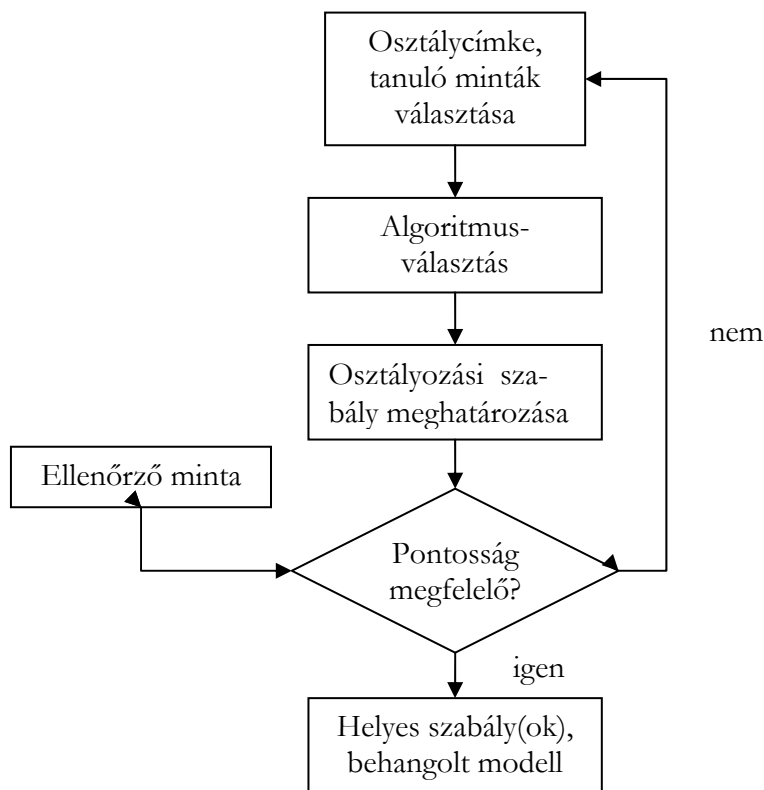 Osztálycímke,
tanuló minták
választása
Algoritmus-
választás
nem
Osztályozási sza-
bály meghatározása
Ellenőrző minta
Pontosság
megfelelő?
igen
Helyes szabály(ok),
behangolt modell